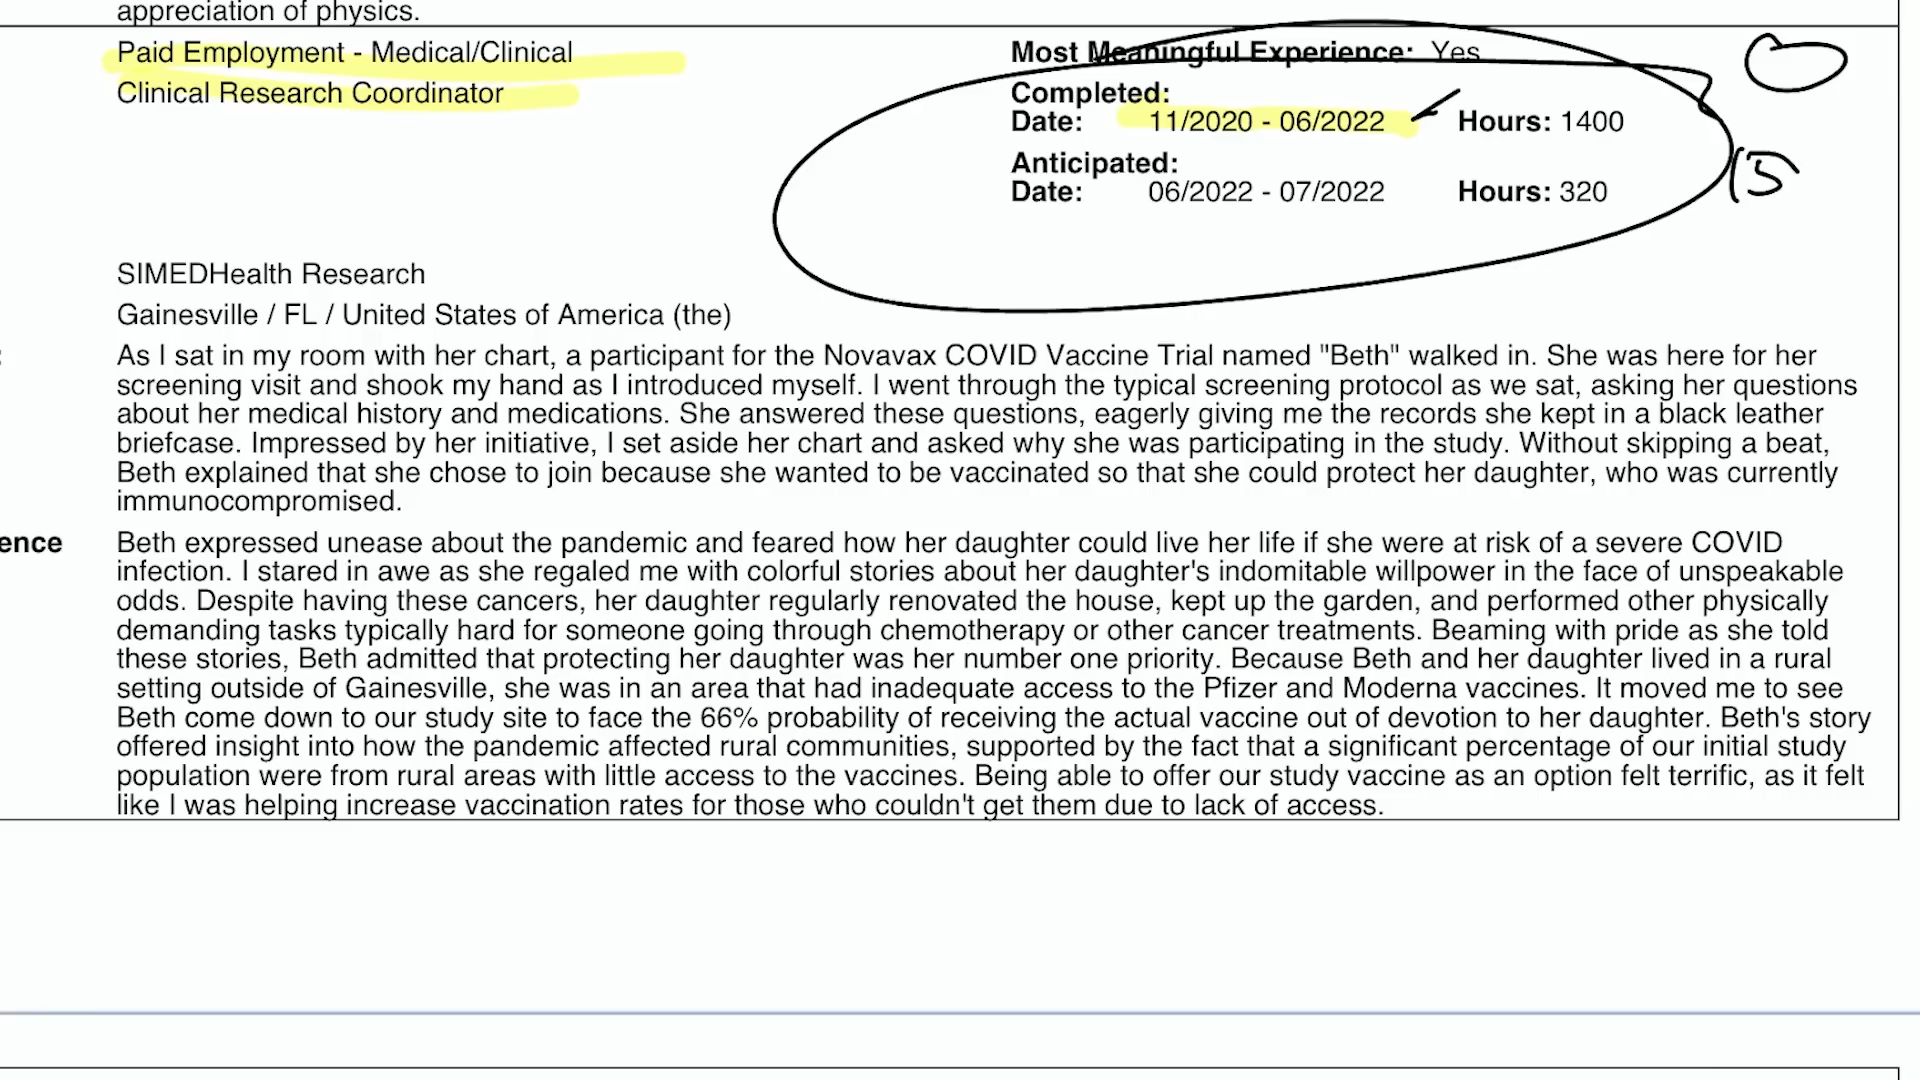 appreciation of physics.
Paid Employment - Medical/Clinical
Most Meaningful Experience: Yes
Clinical Research Coordinator
Completed:
Date: 11/2020 - 06/2022 Hours: 1400
Anticipated:
Date: 06/2022 - 07/2022 Hours: 320
15
SIMEDHealth Research
Gainesville / FL / United States of America (the)
As I sat in my room with her chart, a participant for the Novavax COVID Vaccine Trial named "Beth" walked in. She was here for her
screening visit and shook my hand as I introduced myself. I went through the typical screening protocol as we sat, asking her questions
about her medical history and medications. She answered these questions, eagerly giving me the records she kept in a black leather
briefcase. Impressed by her initiative, I set aside her chart and asked why she was participating in the study. Without skipping a beat,
Beth explained that she chose to join because she wanted to be vaccinated so that she could protect her daughter, who was currently
immunocompromised.
ence Beth expressed unease about the pandemic and feared how her daughter could live her life if she were at risk of a severe COVID
infection. I stared in awe as she regaled me with colorful stories about her daughter's indomitable willpower in the face of unspeakable
odds. Despite having these cancers, her daughter regularly renovated the house, kept up the garden, and performed other physically
demanding tasks typically hard for someone going through chemotherapy or other cancer treatments. Beaming with pride as she told
these stories, Beth admitted that protecting her daughter was her number one priority. Because Beth and her daughter lived in a rural
setting outside of Gainesville, she was in an area that had inadequate access to the Pfizer and Moderna vaccines. It moved me to see
Beth come down to our study site to face the 66% probability of receiving the actual vaccine out of devotion to her daughter. Beth's story
offered insight into how the pandemic affected rural communities, supported by the fact that a significant percentage of our initial study
population were from rural areas with little access to the vaccines. Being able to offer our study vaccine as an option felt terrific, as it felt
like I was helping increase vaccination rates for those who couldn't get them due to lack of access.